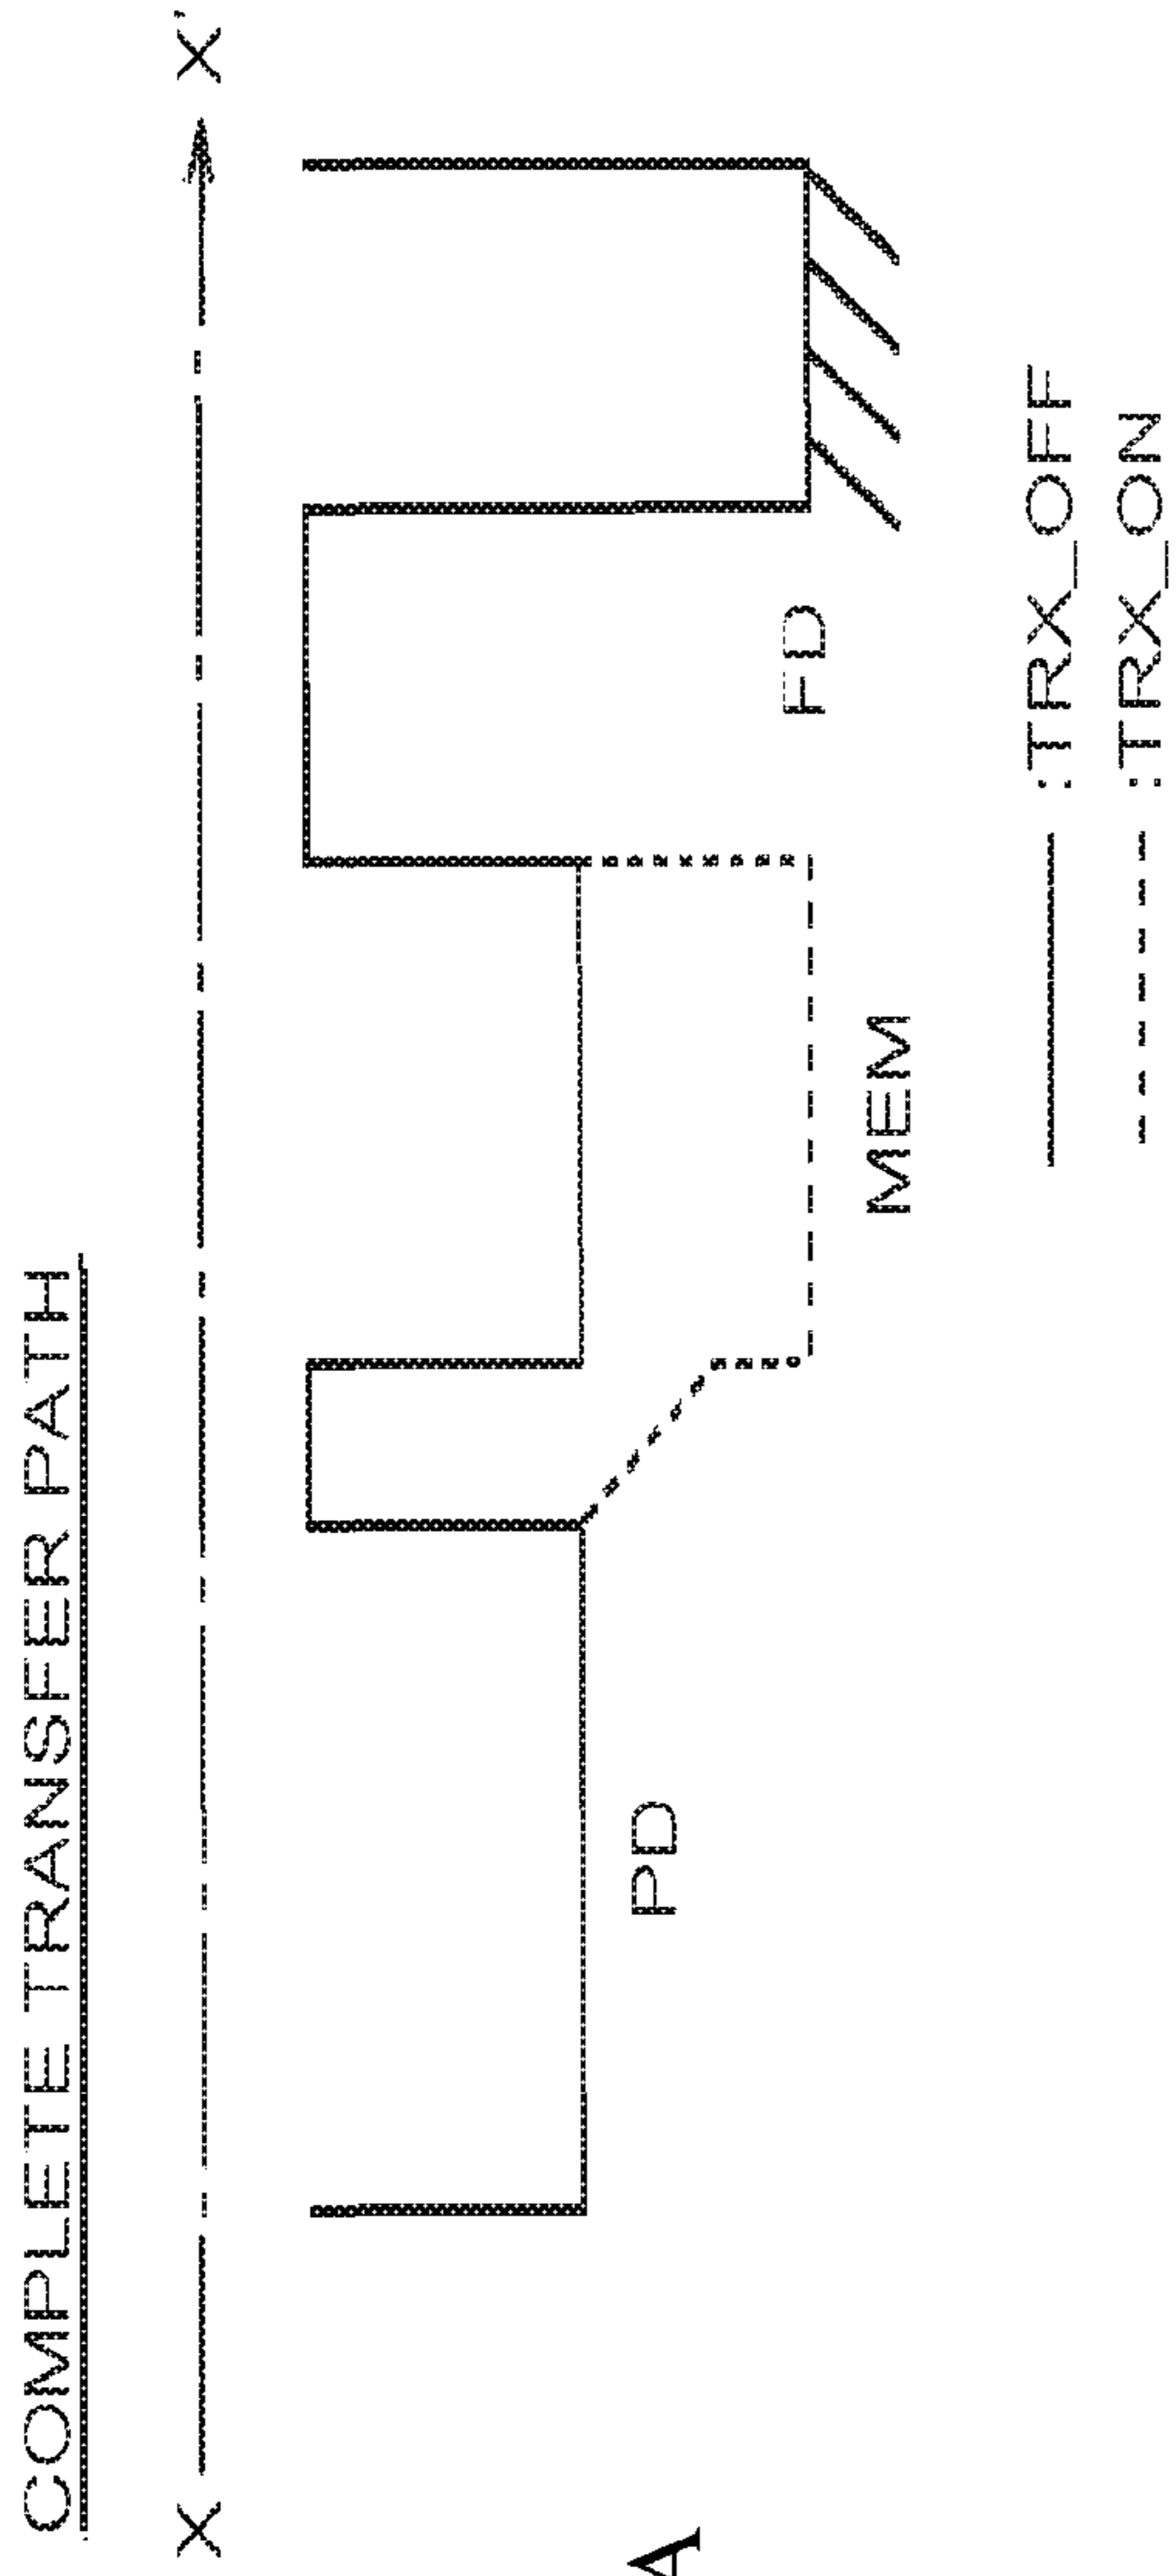 COMPLETE TRANSFER PATH
X X'
PD
MEM
FD
A
:TRX_OFF
:TRX_ON